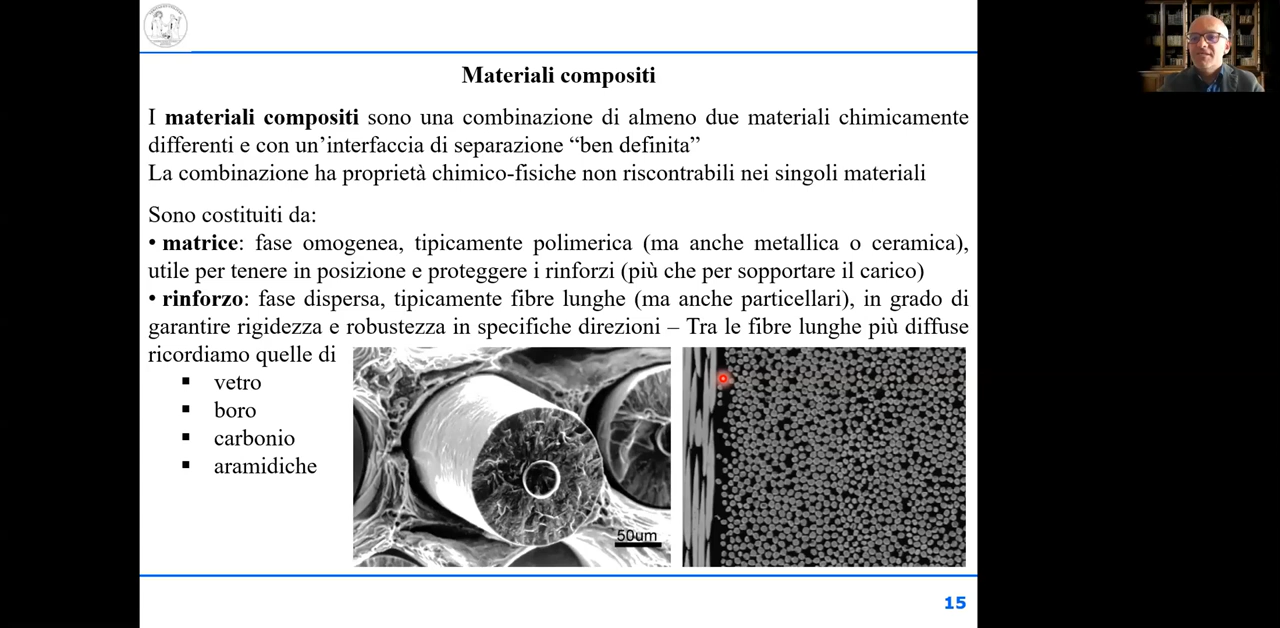 Materiali compositi
I materiali compositi sono una combinazione di almeno due materiali chimicamente
differenti e con un’interfaccia di separazione “ben definita”
La combinazione ha proprietà chimico-fisiche non riscontrabili nei singoli materiali
Sono costituiti da:
• matrice: fase omogenea, tipicamente polimerica (ma anche metallica o ceramica),
utile per tenere in posizione e proteggere i rinforzi (più che per sopportare il carico)
• rinforzo: fase dispersa, tipicamente fibre lunghe (ma anche particellari), in grado di
garantire rigidezza e robustezza in specifiche direzioni – Tra le fibre lunghe più diffuse
ricordiamo quelle di
▪ vetro
▪ boro
▪ carbonio
▪ aramidiche
50um
15